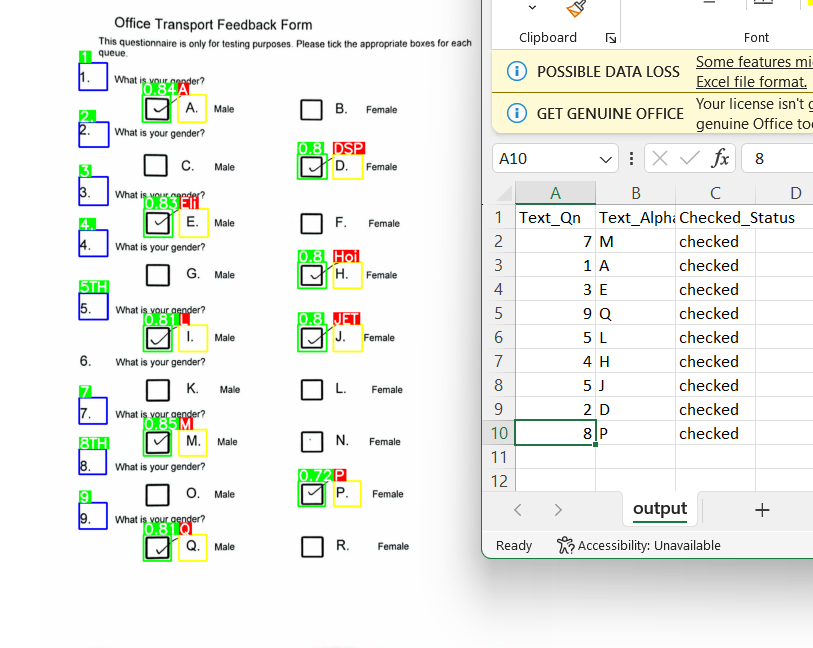 Office Transport Feedback Form
This questionnaire is only for testing purposes. Please tick the appropriate boxes for each
queue.
1
1. What is your gender?
0.84 A
A. Male B. Female
2.
2. What is your gender?
0.8 DSP
C. Male D. Female
3
3. What is your gender?
0.83 Eli
E. Male F. Female
4.
4. What is your gender?
0.8 Hoi
G. Male H. Female
5TH
5. What is your gender?
0.81 L 0.8 JET
I. Male J. Female
6. What is your gender?
K. Male L. Female
7
7. What is your gender?
0.85 M
M. Male N. Female
8TH
8. What is your gender?
0.72 P
O. Male P. Female
9
9. What is your gender?
0.81 Q
Q. Male R. Female
Clipboard Font
POSSIBLE DATA LOSS Some features mi
Excel file format.
GET GENUINE OFFICE Your license isn't g
genuine Office too
A10 fx 8
A B C D
1 Text_Qn Text_Alpha Checked_Status
2 7 M checked
3 1 A checked
4 3 E checked
5 9 Q checked
6 5 L checked
7 4 H checked
8 5 J checked
9 2 D checked
10 8 P checked
11
12
output +
Ready Accessibility: Unavailable